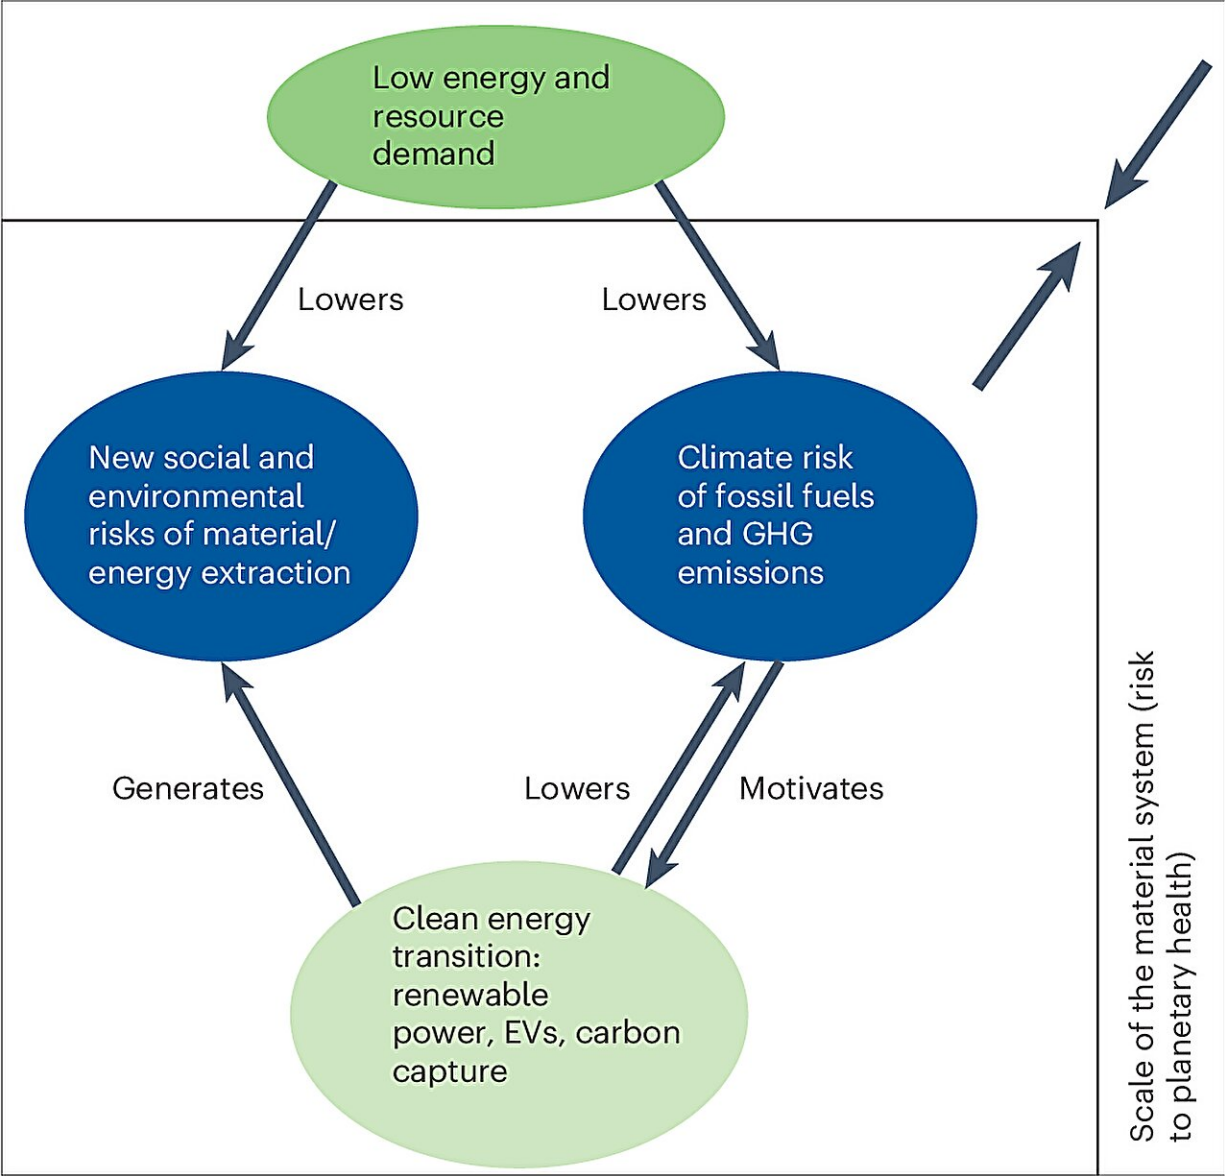 Low energy and
resource
demand
Lowers
Lowers
New social and
environmental
risks of material/
energy extraction
Climate risk
of fossil fuels
and GHG
emissions
Generates
Lowers
Motivates
Clean energy
transition:
renewable
power, EVs, carbon
capture
Scale of the material system (risk
to planetary health)